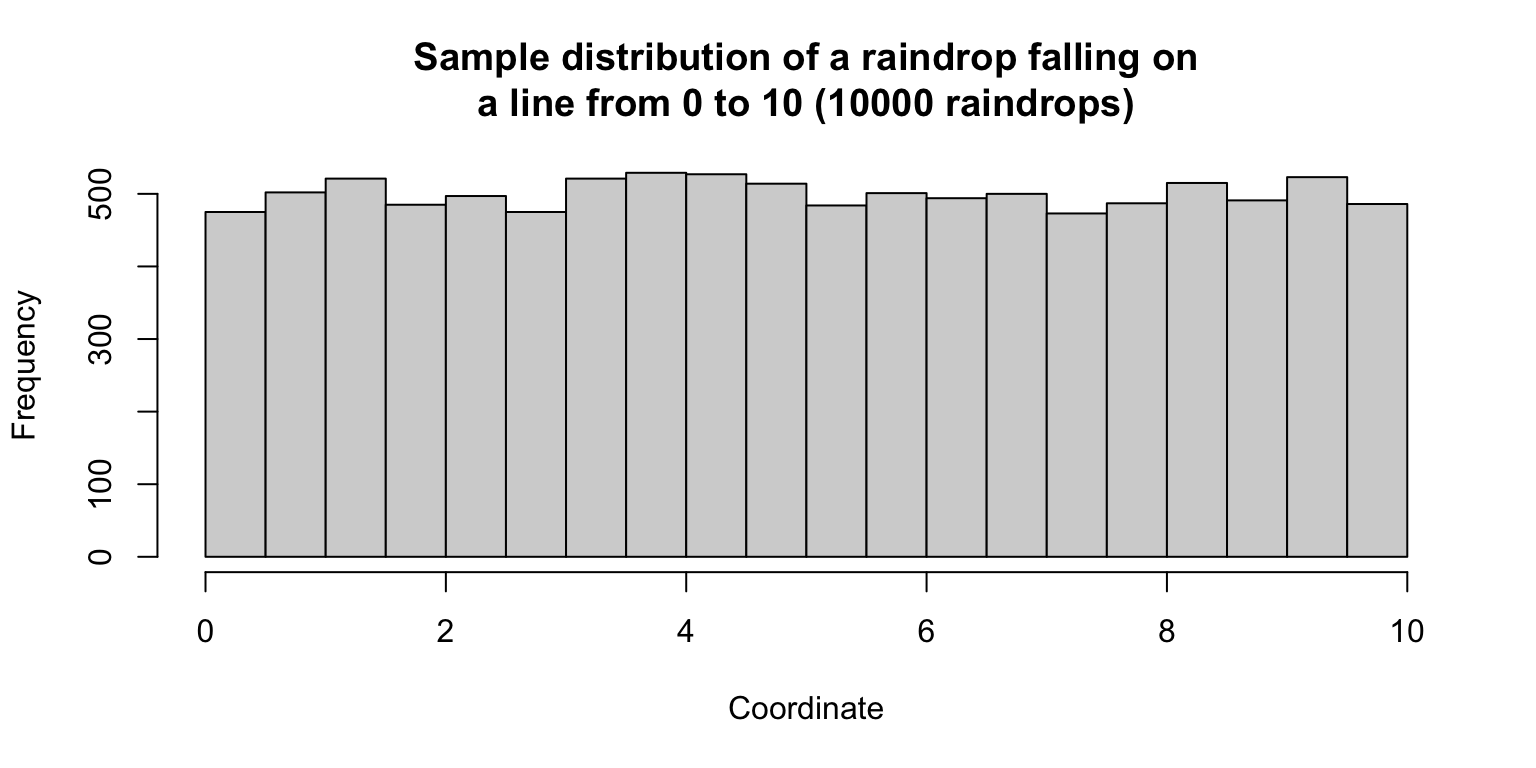 Sample distribution of a raindrop falling on
a line from 0 to 10 (10000 raindrops)
Frequency
500
300
100
0
0 2 4 6 8 10
Coordinate